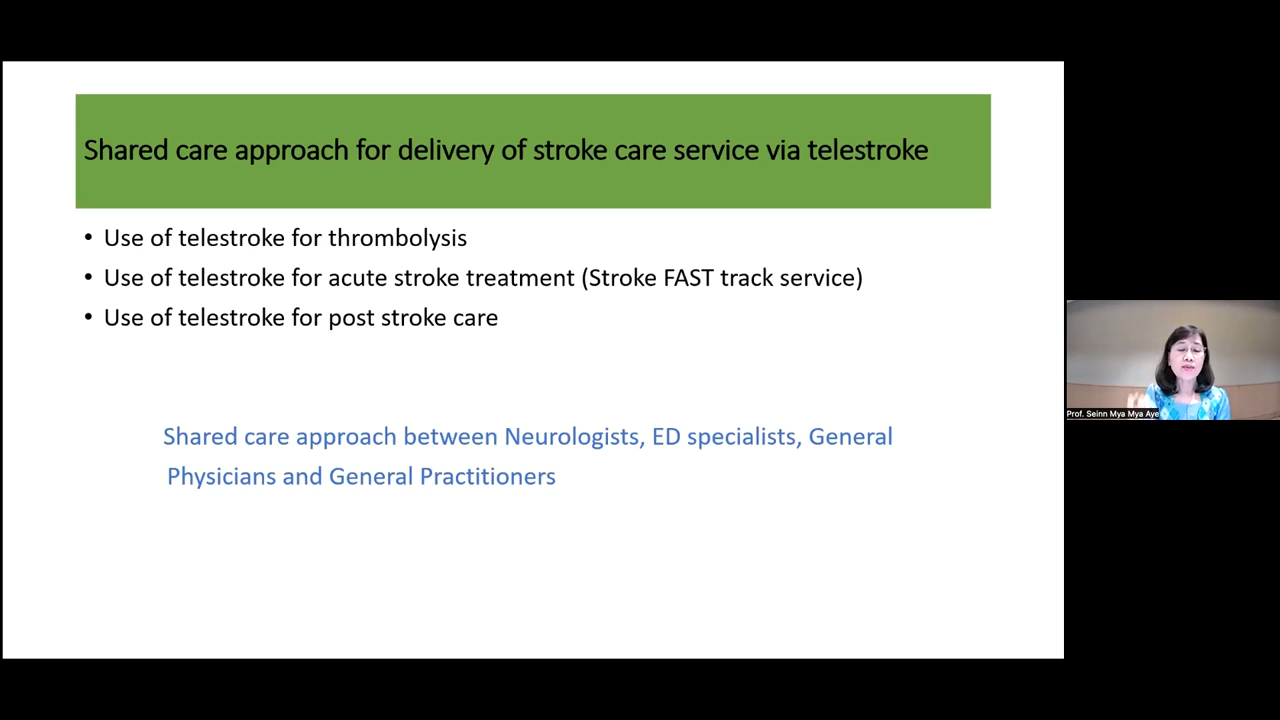 Shared care approach for delivery of stroke care service via telestroke
• Use of telestroke for thrombolysis
• Use of telestroke for acute stroke treatment (Stroke FAST track service)
• Use of telestroke for post stroke care
Shared care approach between Neurologists, ED specialists, General
Physicians and General Practitioners
Prof. Seinn Mya Mya Aye